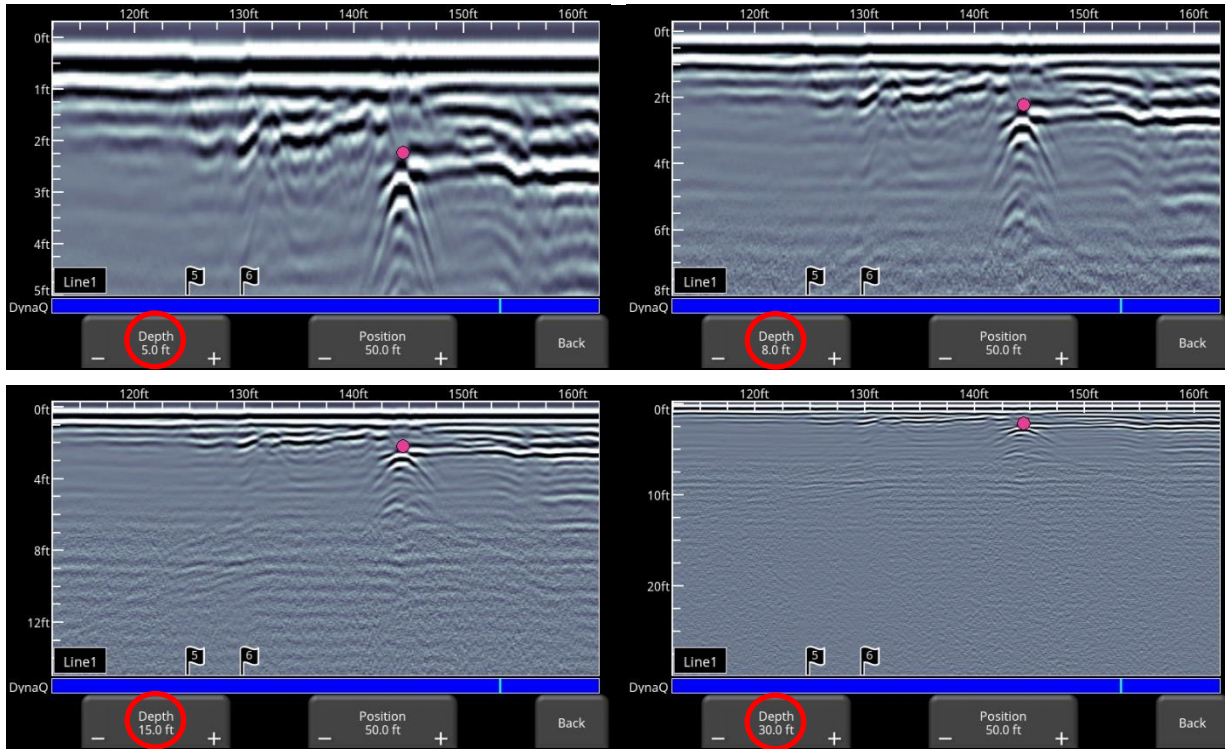 120ft 130ft 140ft 150ft 160ft
0ft
1ft
2ft
3ft
4ft
5ft
5 6
Line1
DynaQ
Depth Position
− 5.0 ft + − 50.0 ft + Back
120ft 130ft 140ft 150ft 160ft
0ft
2ft
4ft
6ft
8ft
5 6
Line1
DynaQ
Depth Position
− 8.0 ft + − 50.0 ft + Back
120ft 130ft 140ft 150ft 160ft
0ft
4ft
8ft
12ft
5 6
Line1
DynaQ
Depth Position
− 15.0 ft + − 50.0 ft + Back
120ft 130ft 140ft 150ft 160ft
0ft
10ft
20ft
5 6
Line1
DynaQ
Depth Position
− 30.0 ft + − 50.0 ft + Back